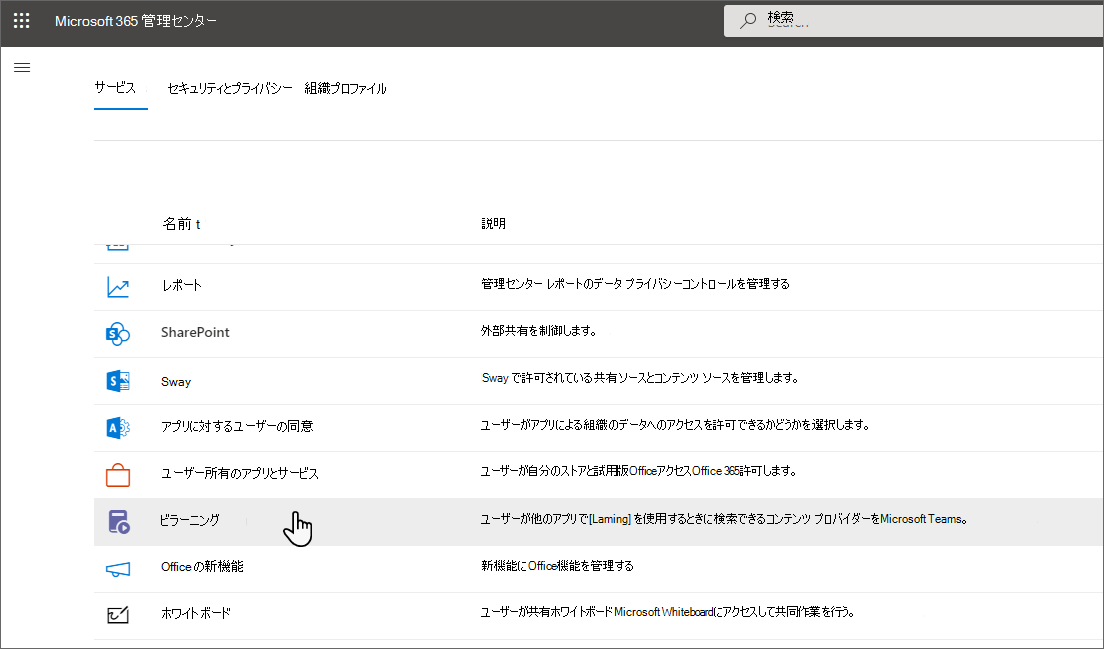 Microsoft 365 管理センター
検索
サービス セキュリティとプライバシー 組織プロファイル
名前 t 説明
レポート 管理センター レポートのデータ プライバシーコントロールを管理する
SharePoint 外部共有を制御します。
Sway Sway で許可されている共有ソースとコンテンツ ソースを管理します。
アプリに対するユーザーの同意 ユーザーがアプリによる組織のデータへのアクセスを許可できるかどうかを選択します。
ユーザー所有のアプリとサービス ユーザーが自分のストアと試用版OfficeアクセスOffice 365許可します。
ビラーニング ユーザーが他のアプリで[Laming] を使用するときに検索できるコンテンツ プロバイダーをMicrosoft Teams。
Office の新機能 新機能にOffice機能を管理する
ホワイト ボード ユーザーが共有ホワイトボード Microsoft Whiteboardにアクセスして共同作業を行う。